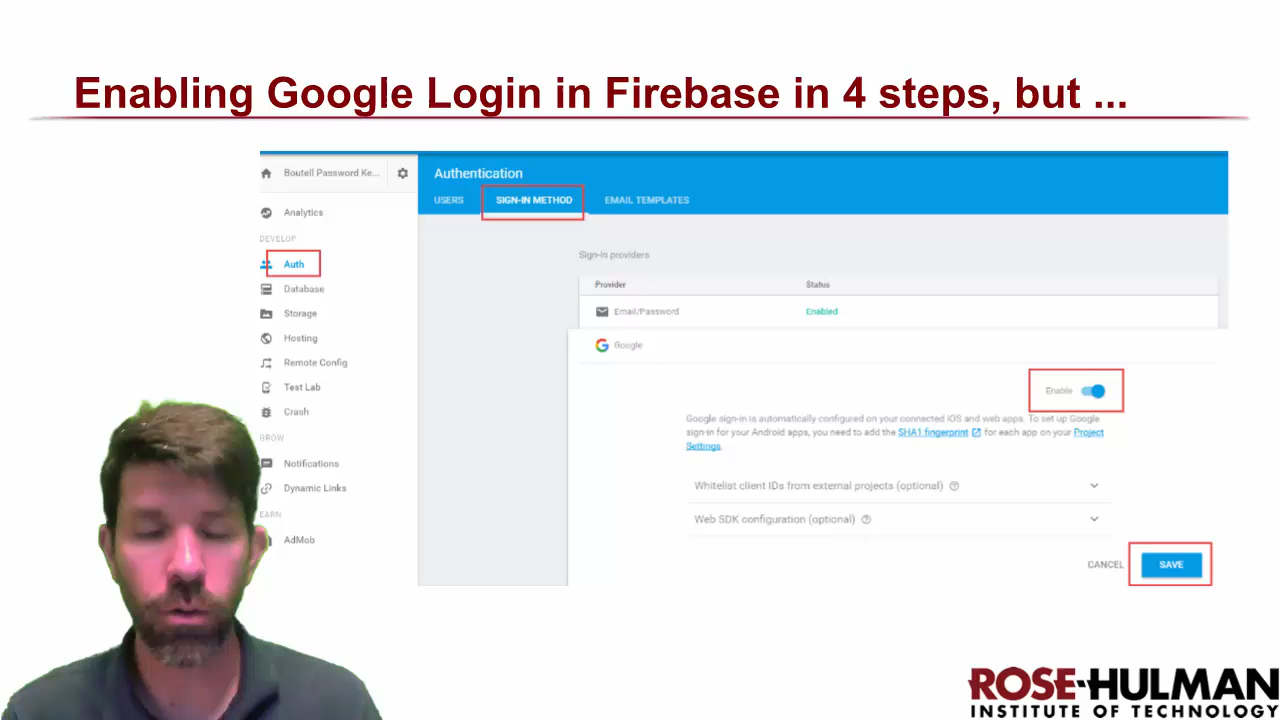 Enabling Google Login in Firebase in 4 steps, but ...
Boutell Password Ke...
Analytics
DEVELOP
Auth
Database
Storage
Hosting
Remote Config
Test Lab
Crash
GROW
Notifications
Dynamic Links
EARN
AdMob
Authentication
USERS
SIGN-IN METHOD
EMAIL TEMPLATES
Sign-in providers
Provider Status
Email/Password Enabled
Google
Enable
Google sign-in is automatically configured on your connected iOS and web apps. To set up Google
sign-in for your Android apps, you need to add the SHA1 fingerprint for each app on your Project
Settings.
Whitelist client IDs from external projects (optional)
Web SDK configuration (optional)
CANCEL SAVE
ROSE-HULMAN
INSTITUTE OF TECHNOLOGY